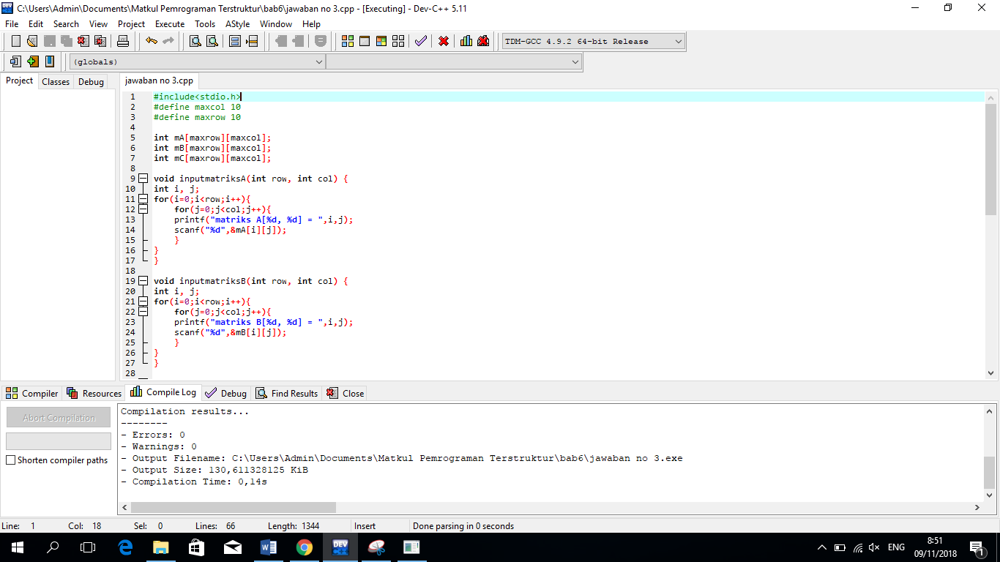 C:\Users\Admin\Documents\Matkul Pemrograman Terstruktur\bab6\jawaban no 3.cpp - [Executing] - Dev-C++ 5.11
File Edit Search View Project Execute Tools AStyle Window Help
TDM-GCC 4.9.2 64-bit Release
(globals)
Project Classes Debug
jawaban no 3.cpp
1 #include<stdio.h>
2 #define maxcol 10
3 #define maxrow 10
4
5 int mA[maxrow][maxcol];
6 int mB[maxrow][maxcol];
7 int mC[maxrow][maxcol];
8
9 void inputmatriksA(int row, int col) {
10 int i, j;
11 for(i=0;i<row;i++){
12 for(j=0;j<col;j++){
13 printf("matriks A[%d, %d] = ",i,j);
14 scanf("%d",&mA[i][j]);
15 }
16 }
17 }
18
19 void inputmatriksB(int row, int col) {
20 int i, j;
21 for(i=0;i<row;i++){
22 for(j=0;j<col;j++){
23 printf("matriks B[%d, %d] = ",i,j);
24 scanf("%d",&mB[i][j]);
25 }
26 }
27 }
28
Compiler Resources Compile Log Debug Find Results Close
Abort Compilation
Shorten compiler paths
Compilation results...
--------
- Errors: 0
- Warnings: 0
- Output Filename: C:\Users\Admin\Documents\Matkul Pemrograman Terstruktur\bab6\jawaban no 3.exe
- Output Size: 130,611328125 KiB
- Compilation Time: 0,14s
Line: 1 Col: 18 Sel: 0 Lines: 66 Length: 1344 Insert Done parsing in 0 seconds
DEV
ENG
8:51
09/11/2018
1